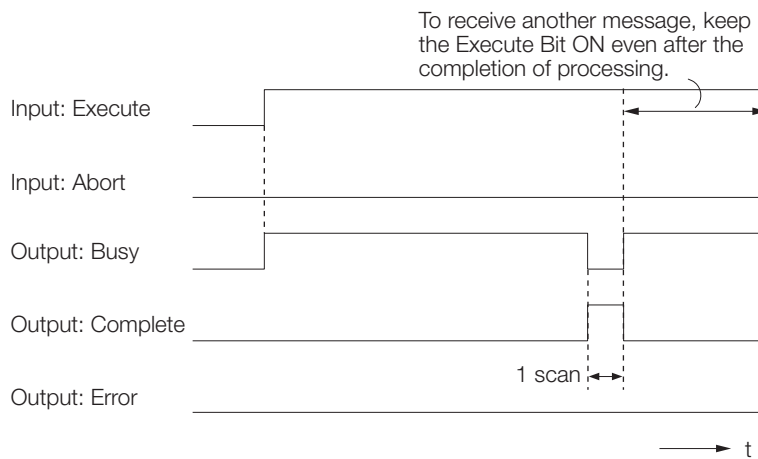 To receive another message, keep
the Execute Bit ON even after the
completion of processing.
Input: Execute
Input: Abort
Output: Busy
Output: Complete
1 scan
Output: Error
t